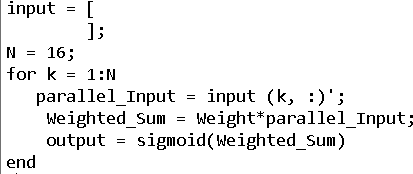 input = [
];
N = 16;
for k = 1:N
parallel_Input = input (k, :)';
Weighted_Sum = Weight*parallel_Input;
output = sigmoid(Weighted_Sum)
end